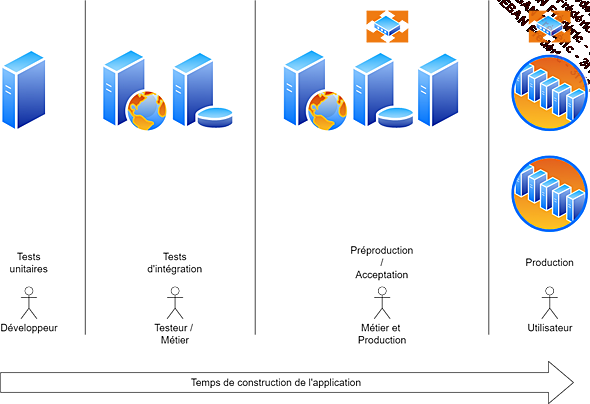 Tests
unitaires
Tests
d'intégration
Préproduction
/
Acceptation
Production
Développeur
Testeur /
Métier
Métier et
Production
Utilisateur
Temps de construction de l'application